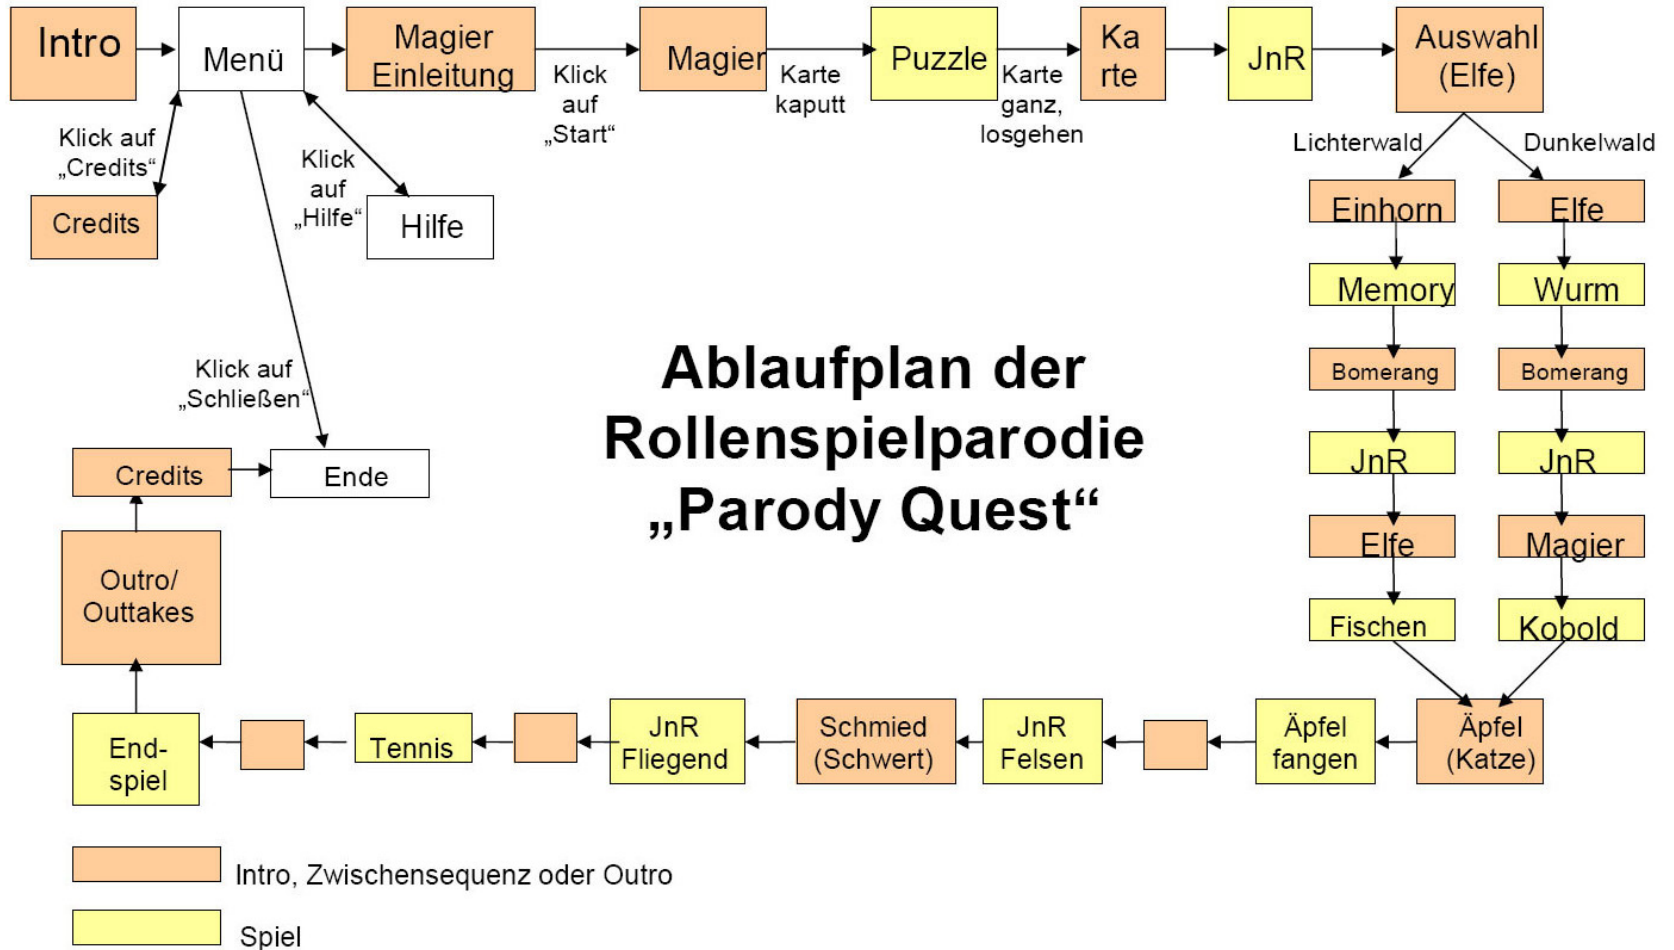 Intro
Menü
Magier
Einleitung
Klick
auf
„Start“
Magier
Karte
kaputt
Puzzle
Karte
ganz,
losgehen
Ka
rte
JnR
Auswahl
(Elfe)
Klick auf
„Credits“
Klick
auf
„Hilfe“
Credits
Hilfe
Lichterwald
Dunkelwald
Einhorn
Elfe
Memory
Wurm
Bomerang
Bomerang
JnR
JnR
Elfe
Magier
Fischen
Kobold
Klick auf
„Schließen“
Ablaufplan der
Rollenspielparodie
„Parody Quest“
Credits
Ende
Outro/
Outtakes
End-
spiel
Tennis
JnR
Fliegend
Schmied
(Schwert)
JnR
Felsen
Äpfel
fangen
Äpfel
(Katze)
Intro, Zwischensequenz oder Outro
Spiel